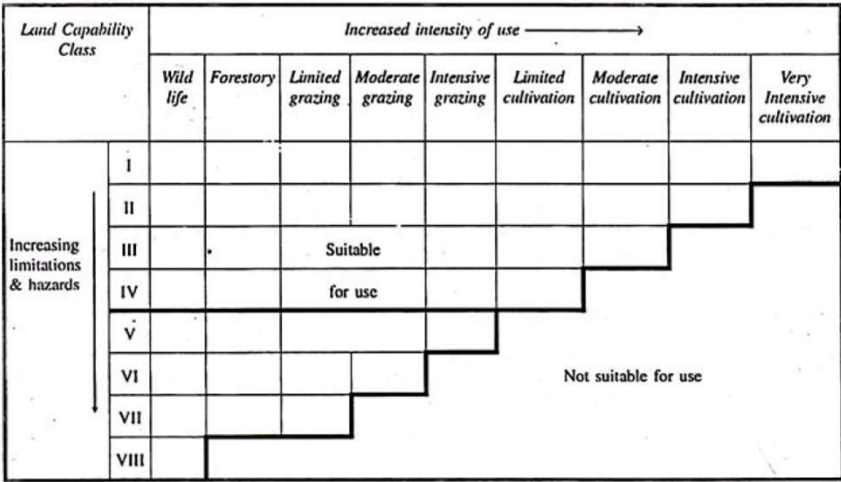 Land Capability
Class
Increased intensity of use
Wild
life
Forestory
Limited
grazing
Moderate
grazing
Intensive
grazing
Limited
cultivation
Moderate
cultivation
Intensive
cultivation
Very
Intensive
cultivation
Increasing
limitations
& hazards
I
II
III
Suitable
IV
for use
V
VI
Not suitable for use
VII
VIII